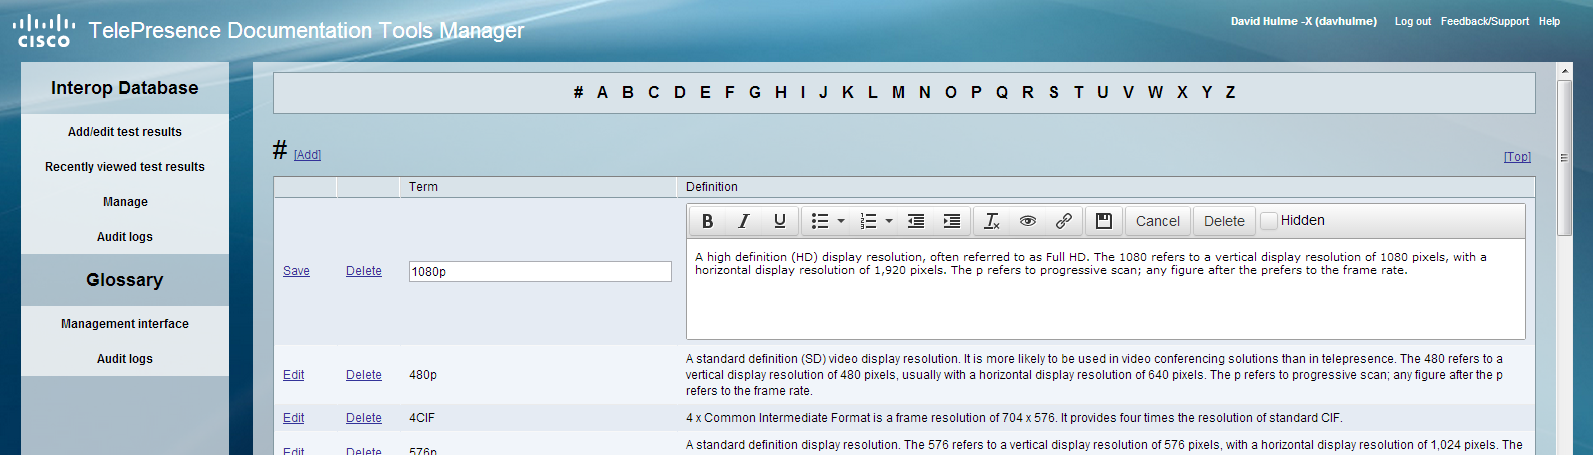 CISCO
TelePresence Documentation Tools Manager
David Hulme -X (davhulme) Log out Feedback/Support Help
Interop Database
Add/edit test results
Recently viewed test results
Manage
Audit logs
Glossary
Management interface
Audit logs
# A B C D E F G H I J K L M N O P Q R S T U V W X Y Z
# [Add] [Top]
Term Definition
B I U Cancel Delete Hidden
Save Delete 1080p
A high definition (HD) display resolution, often referred to as Full HD. The 1080 refers to a vertical display resolution of 1080 pixels, with a
horizontal display resolution of 1,920 pixels. The p refers to progressive scan; any figure after the prefers to the frame rate.
Edit Delete 480p
A standard definition (SD) video display resolution. It is more likely to be used in video conferencing solutions than in telepresence. The 480 refers to a
vertical display resolution of 480 pixels, usually with a horizontal display resolution of 640 pixels. The p refers to progressive scan; any figure after the p
refers to the frame rate.
Edit Delete 4CIF 4 x Common Intermediate Format is a frame resolution of 704 x 576. It provides four times the resolution of standard CIF.
Edit Delete 576p A standard definition display resolution. The 576 refers to a vertical display resolution of 576 pixels, with a horizontal display resolution of 1,024 pixels. The